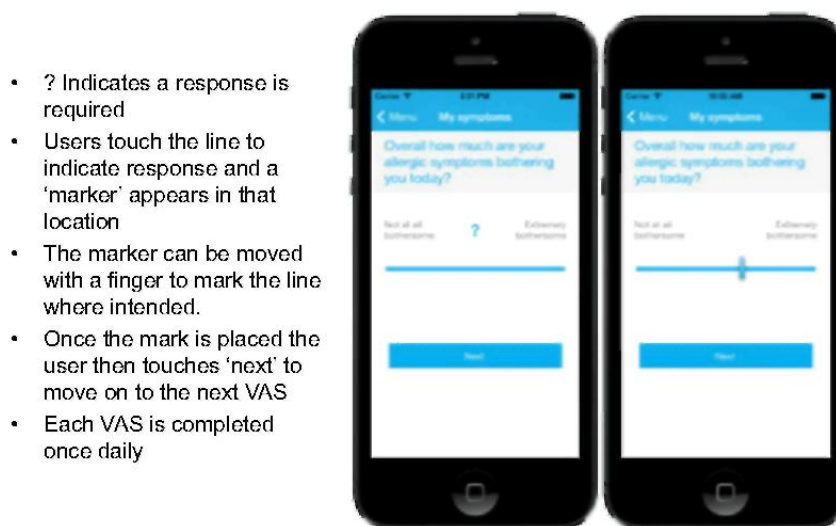 • ? Indicates a response is
required
• Users touch the line to
indicate response and a
‘marker’ appears in that
location
• The marker can be moved
with a finger to mark the line
where intended.
• Once the mark is placed the
user then touches ‘next’ to
move on to the next VAS
• Each VAS is completed
once daily
Carrier
Menu My symptoms
Overall how much are your
allergic symptoms bothering
you today?
Not at all
bothersome
?
Extremely
bothersome
Next
Carrier
Menu My symptoms
Overall how much are your
allergic symptoms bothering
you today?
Not at all
bothersome
Extremely
bothersome
Next